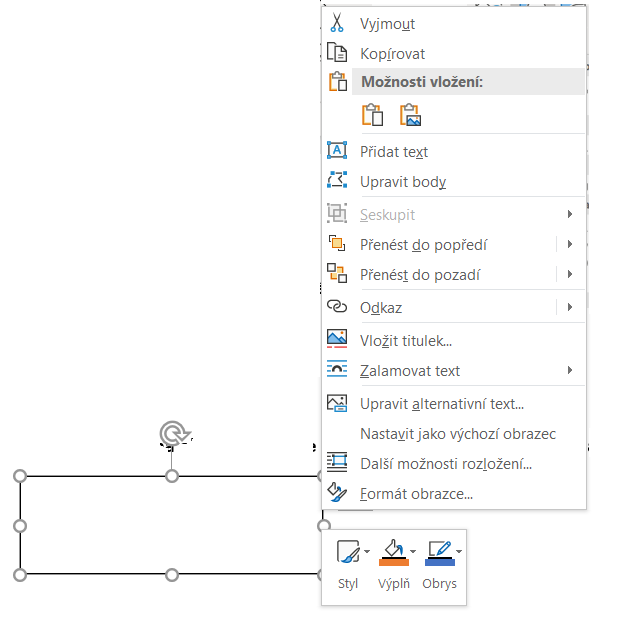 Vyjmout
Kopírovat
Možnosti vložení:
Přidat text
Upravit body
Seskupit
Přenést do popředí
Přenést do pozadí
Odkaz
Vložit titulek...
Zalamovat text
Upravit alternativní text...
Nastavit jako výchozí obrazec
Další možnosti rozložení...
Formát obrazce...
Styl Výplň Obrys